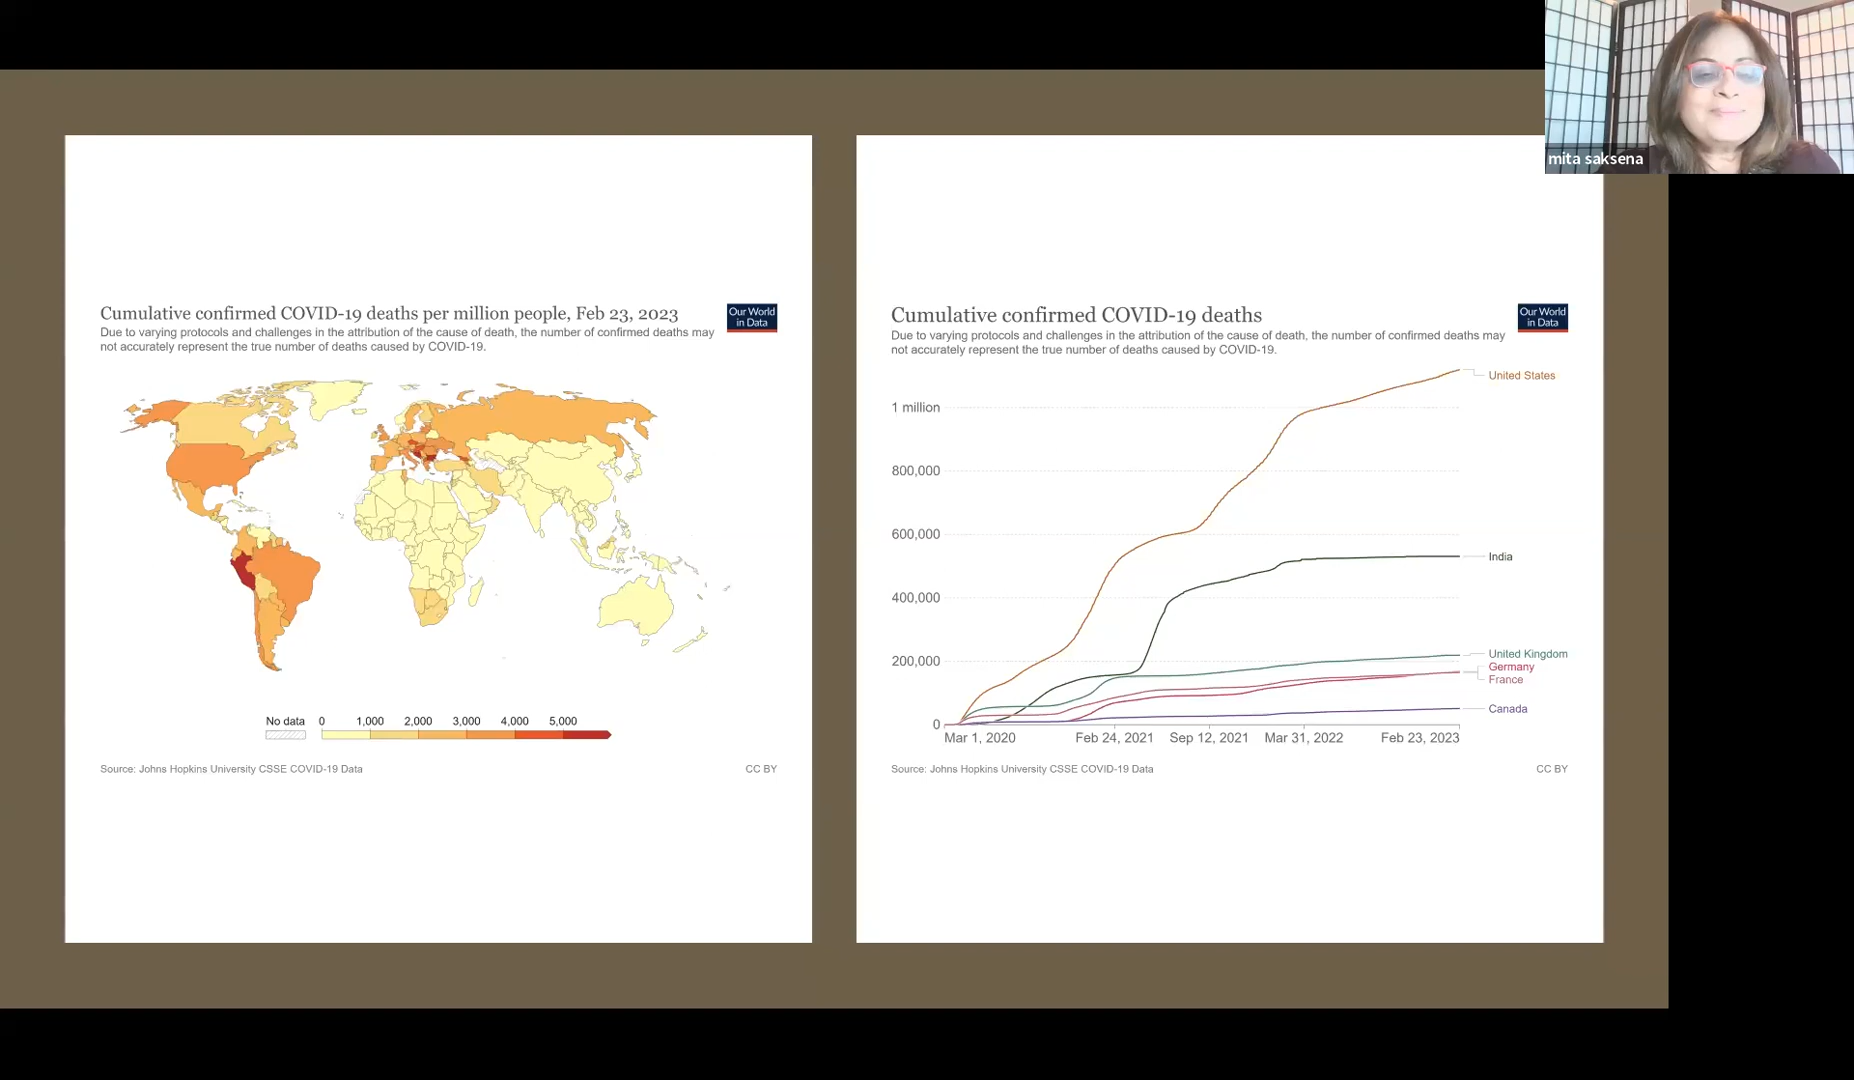 mita saksena
Cumulative confirmed COVID-19 deaths per million people, Feb 23, 2023
Our World
in Data
Due to varying protocols and challenges in the attribution of the cause of death, the number of confirmed deaths may
not accurately represent the true number of deaths caused by COVID-19.
No data
0
1,000
2,000
3,000
4,000
5,000
Source: Johns Hopkins University CSSE COVID-19 Data
CC BY
Cumulative confirmed COVID-19 deaths
Our World
in Data
Due to varying protocols and challenges in the attribution of the cause of death, the number of confirmed deaths may
not accurately represent the true number of deaths caused by COVID-19.
United States
1 million
800,000
600,000
India
400,000
200,000
United Kingdom
Germany
France
Canada
0
Mar 1, 2020
Feb 24, 2021
Sep 12, 2021
Mar 31, 2022
Feb 23, 2023
Source: Johns Hopkins University CSSE COVID-19 Data
CC BY